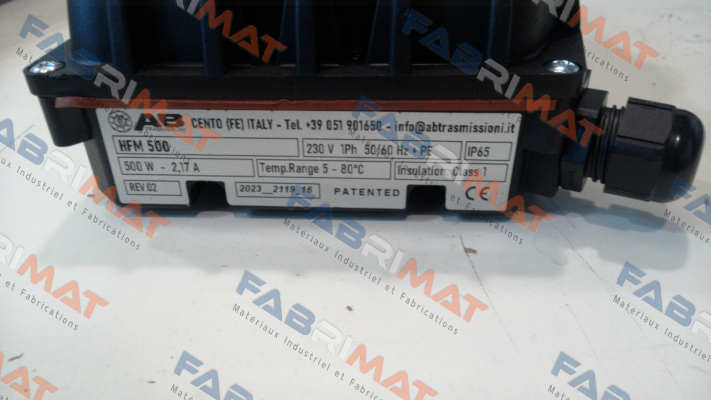 AB CENTO (FE) ITALY - Tel. +39 051 901650 - info@abtrasmissioni.it
HFM 500 230 V 1Ph 50/60 Hz + PE IP65
500 W - 2,17 A Temp.Range 5 - 80°C Insulation: Class 1
REV.02 2023__2119_16 PATENTED CE
FABRIMAT
Matériaux Industriel et Fabrications